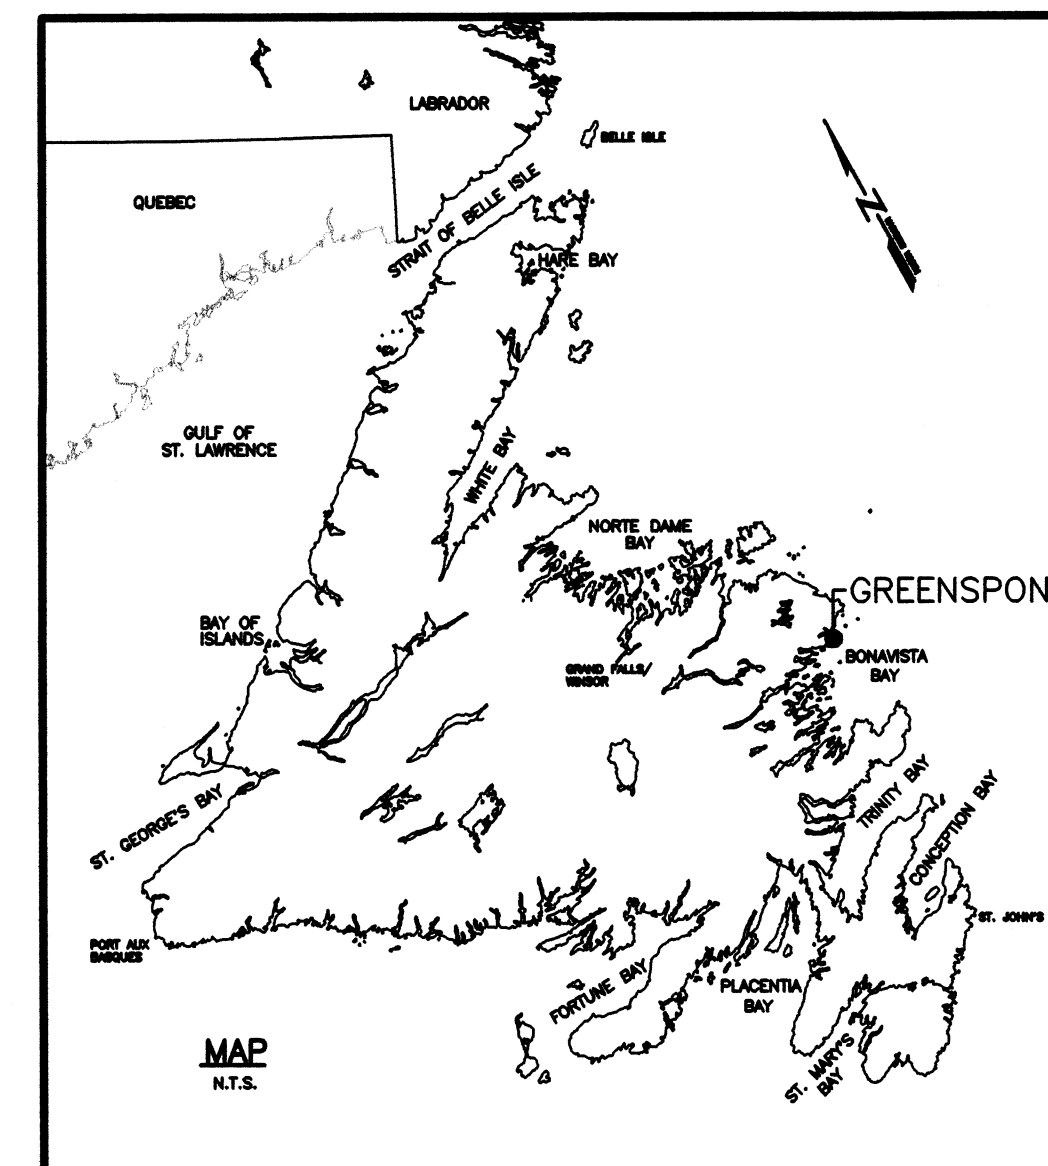 LABRADOR
BELLE ISLE
QUEBEC
STRAIT OF BELLE ISLE
N
HARE BAY
GULF OF
ST. LAWRENCE
WHITE BAY
NORTE DAME
BAY
GREENSPON
BAY OF
ISLANDS
GRAND FALLS/
WINSOR
BONAVISTA
BAY
ST. GEORGE'S BAY
TRINITY BAY
CONCEPTION BAY
ST. JOHN'S
PORT AUX
BASQUES
FORTUNE BAY
PLACENTIA
BAY
ST. MARY'S
BAY
MAP
N.T.S.